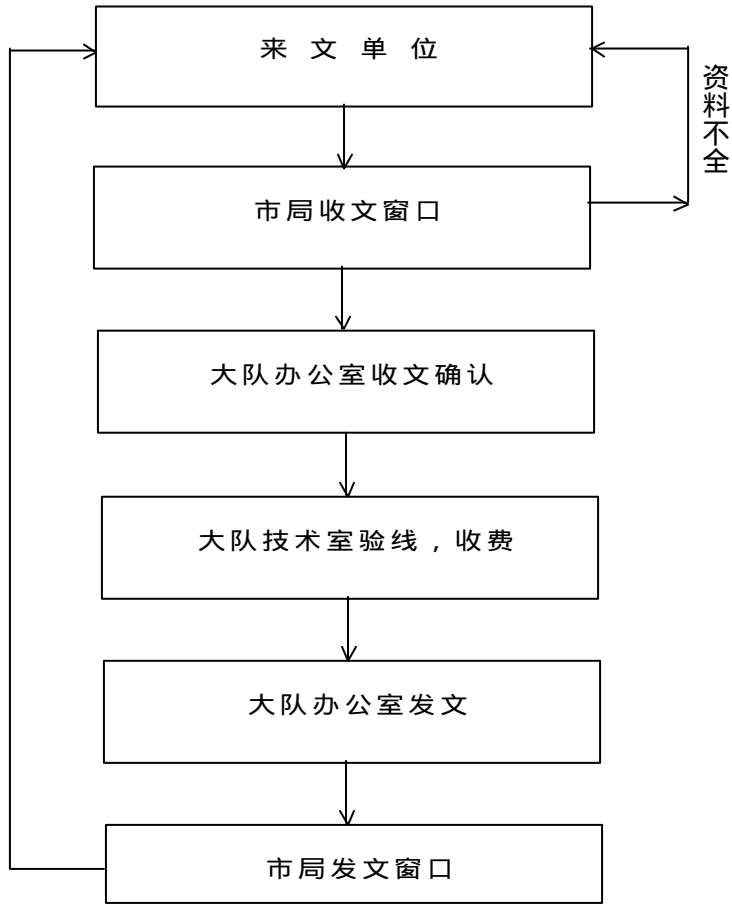 来 文 单 位
资料不全
市局收文窗口
大队办公室收文确认
大队技术室验线，收费
大队办公室发文
市局发文窗口